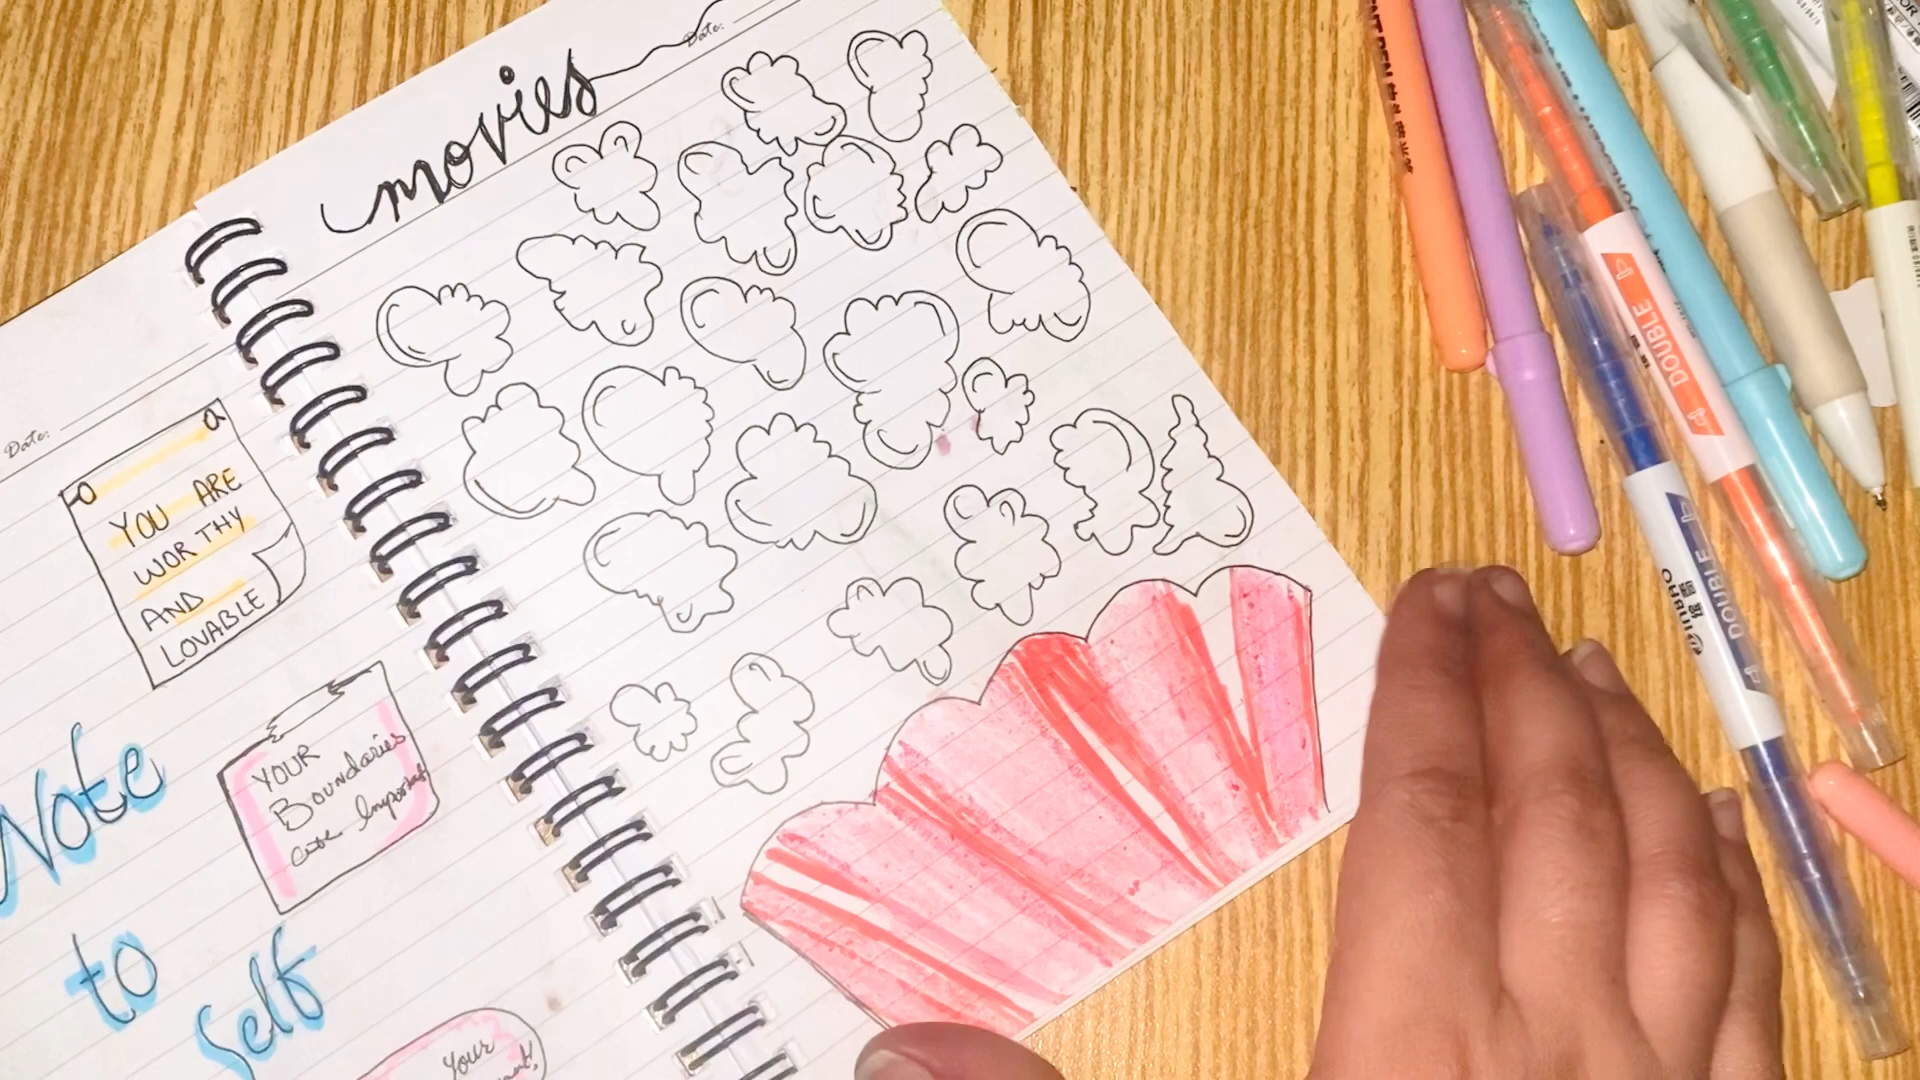 movies
Date:
Date:
YOU ARE
WORTHY
AND
LOVABLE
YOUR
Boundaries
are Important
Note
to
Self
Your
DOUBLE
DOUBLE